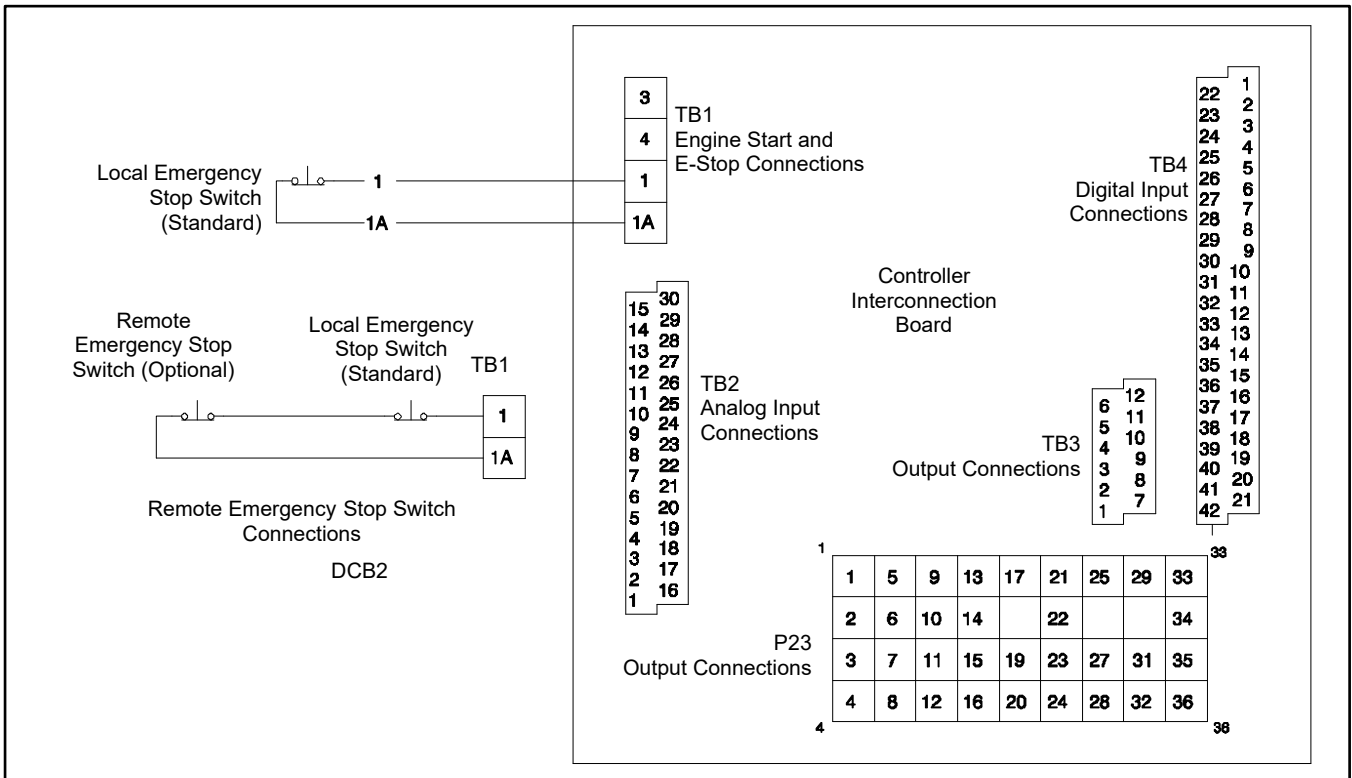 Local Emergency
Stop Switch
(Standard)
1
1A
3
4
1
1A
TB1
Engine Start and
E-Stop Connections
Remote
Emergency Stop
Switch (Optional)
Local Emergency
Stop Switch
(Standard)
TB1
1
1A
Remote Emergency Stop Switch
Connections
DCB2
15
14
13
12
11
10
9
8
7
6
5
4
3
2
1
30
29
28
27
26
25
24
23
22
21
20
19
18
17
16
TB2
Analog Input
Connections
Controller
Interconnection
Board
TB4
Digital Input
Connections
22
23
24
25
26
27
28
29
30
31
32
33
34
35
36
37
38
39
40
41
42
1
2
3
4
5
6
7
8
9
10
11
12
13
14
15
16
17
18
19
20
21
TB3
Output Connections
6
5
4
3
2
1
12
11
10
9
8
7
P23
Output Connections
1 33
1 5 9 13 17 21 25 29 33
2 6 10 14 22 34
3 7 11 15 19 23 27 31 35
4 8 12 16 20 24 28 32 36
4 36